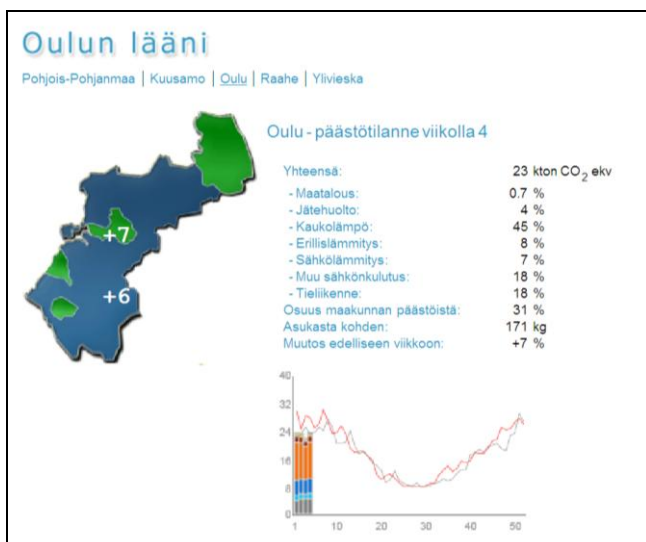 Oulun lääni
Pohjois-Pohjanmaa | Kuusamo | Oulu | Raahe | Ylivieska
Oulu - päästötilanne viikolla 4
Yhteensä: 23 kton CO2 ekv
- Maatalous: 0.7 %
- Jätehuolto: 4 %
- Kaukolämpö: 45 %
- Erillislämmitys: 8 %
- Sähkölämmitys: 7 %
- Muu sähkönkulutus: 18 %
- Tieliikenne: 18 %
Osuus maakunnan päästöistä: 31 %
Asukasta kohden: 171 kg
Muutos edelliseen viikkoon: +7 %
+7
+6
40
32
24
16
8
0
1 10 20 30 40 50